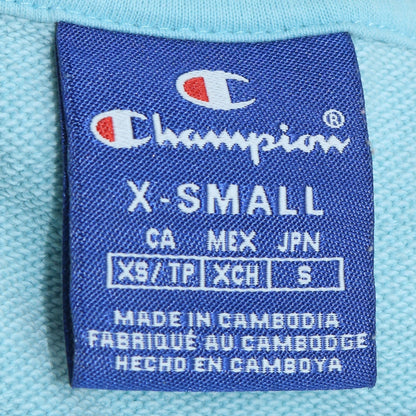 Champion®
X-SMALL
CA MEX JPN
XS/TP XCH S
MADE IN CAMBODIA
FABRIQUÉ AU CAMBODGE
HECHO EN CAMBOYA